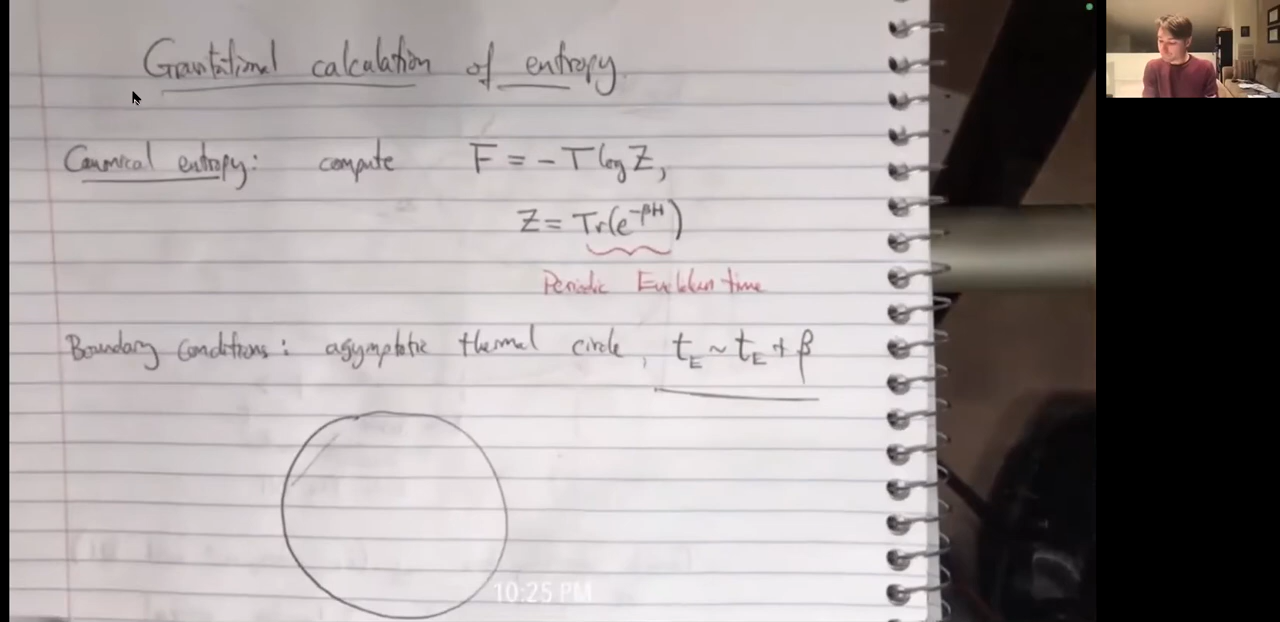 Gravitational calculation of entropy.
Canonical entropy: compute F = -T log Z,
Z = Tr(e^{-βH})
Periodic Euclidean time
Boundary Conditions: asymptotic thermal circle, t_E ~ t_E + β
10:25 PM